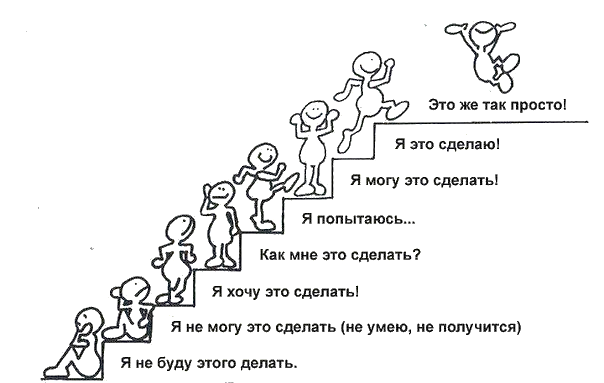 Это же так просто!
Я это сделаю!
Я могу это сделать!
Я попытаюсь...
Как мне это сделать?
Я хочу это сделать!
Я не могу это сделать (не умею, не получится)
Я не буду этого делать.